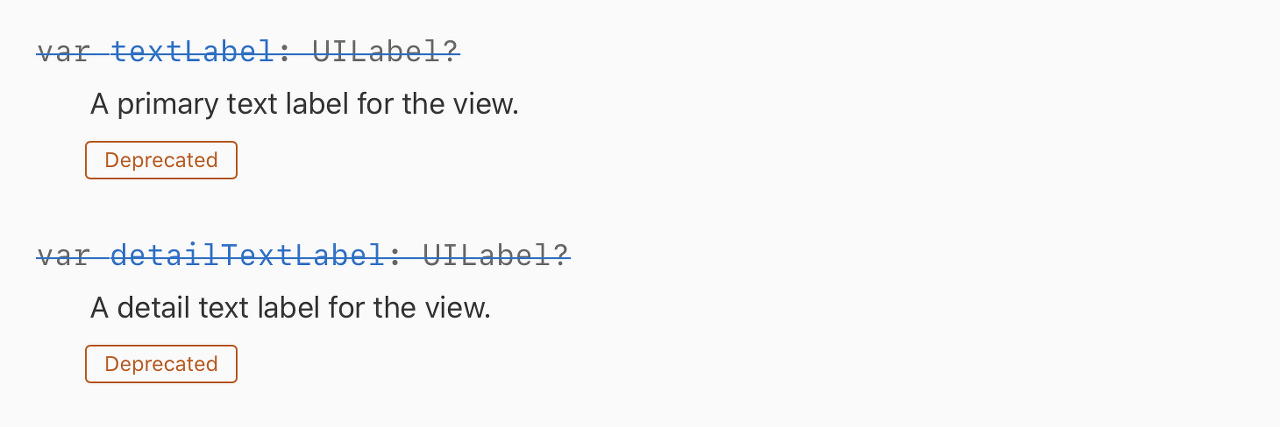 var textLabel: UILabel?
A primary text label for the view.
Deprecated
var detailTextLabel: UILabel?
A detail text label for the view.
Deprecated